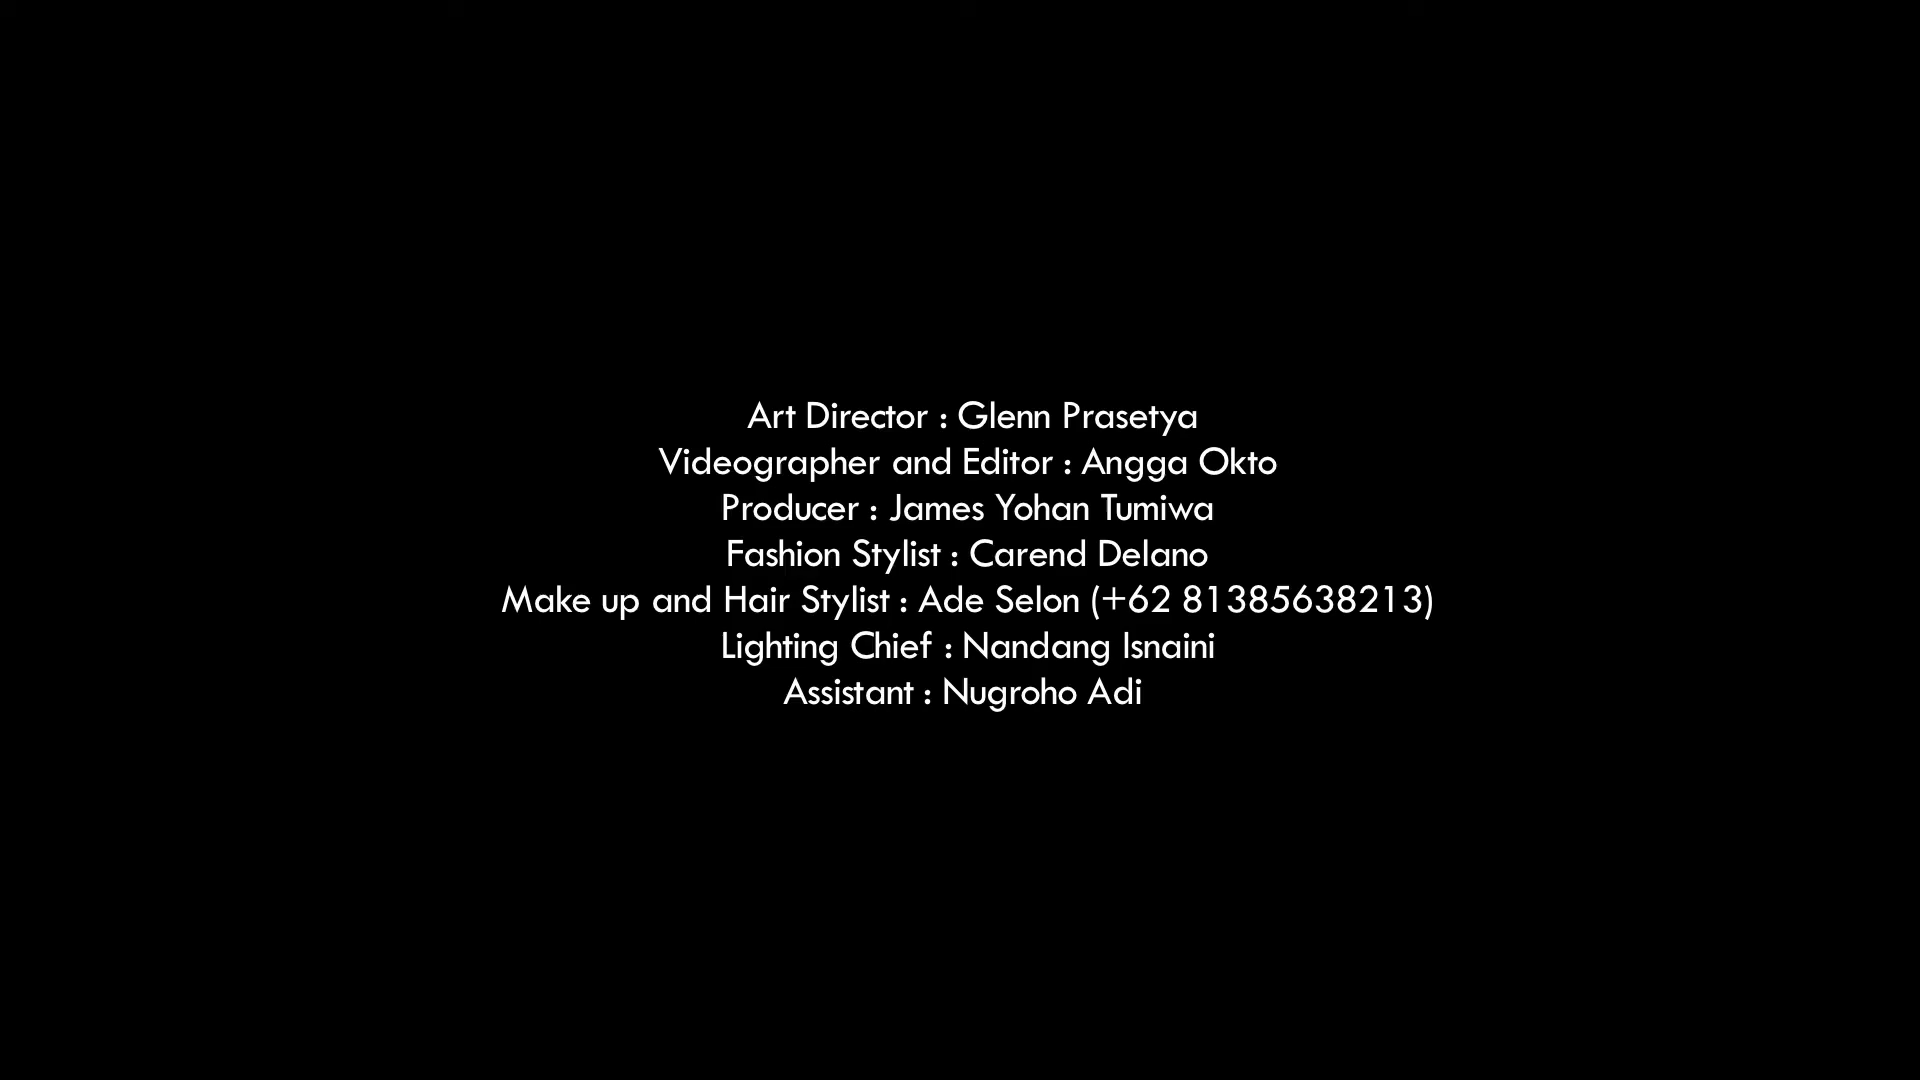 Art Director : Glenn Prasetya
Videographer and Editor : Angga Okto
Producer : James Yohan Tumiwa
Fashion Stylist : Carend Delano
Make up and Hair Stylist : Ade Selon (+62 81385638213)
Lighting Chief : Nandang Isnaini
Assistant : Nugroho Adi